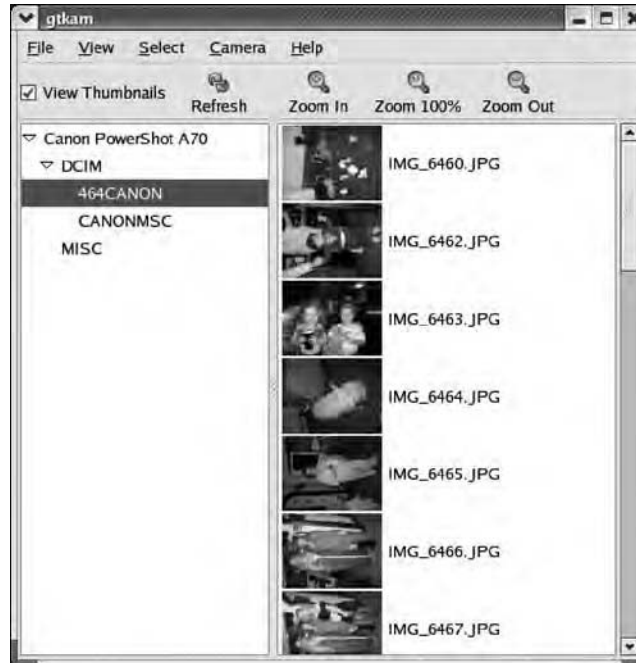 gtkam
File View Select Camera Help
View Thumbnails Refresh Zoom In Zoom 100% Zoom Out
Canon PowerShot A70
DCIM
464CANON
CANONMSC
MISC
IMG_6460.JPG
IMG_6462.JPG
IMG_6463.JPG
IMG_6464.JPG
IMG_6465.JPG
IMG_6466.JPG
IMG_6467.JPG